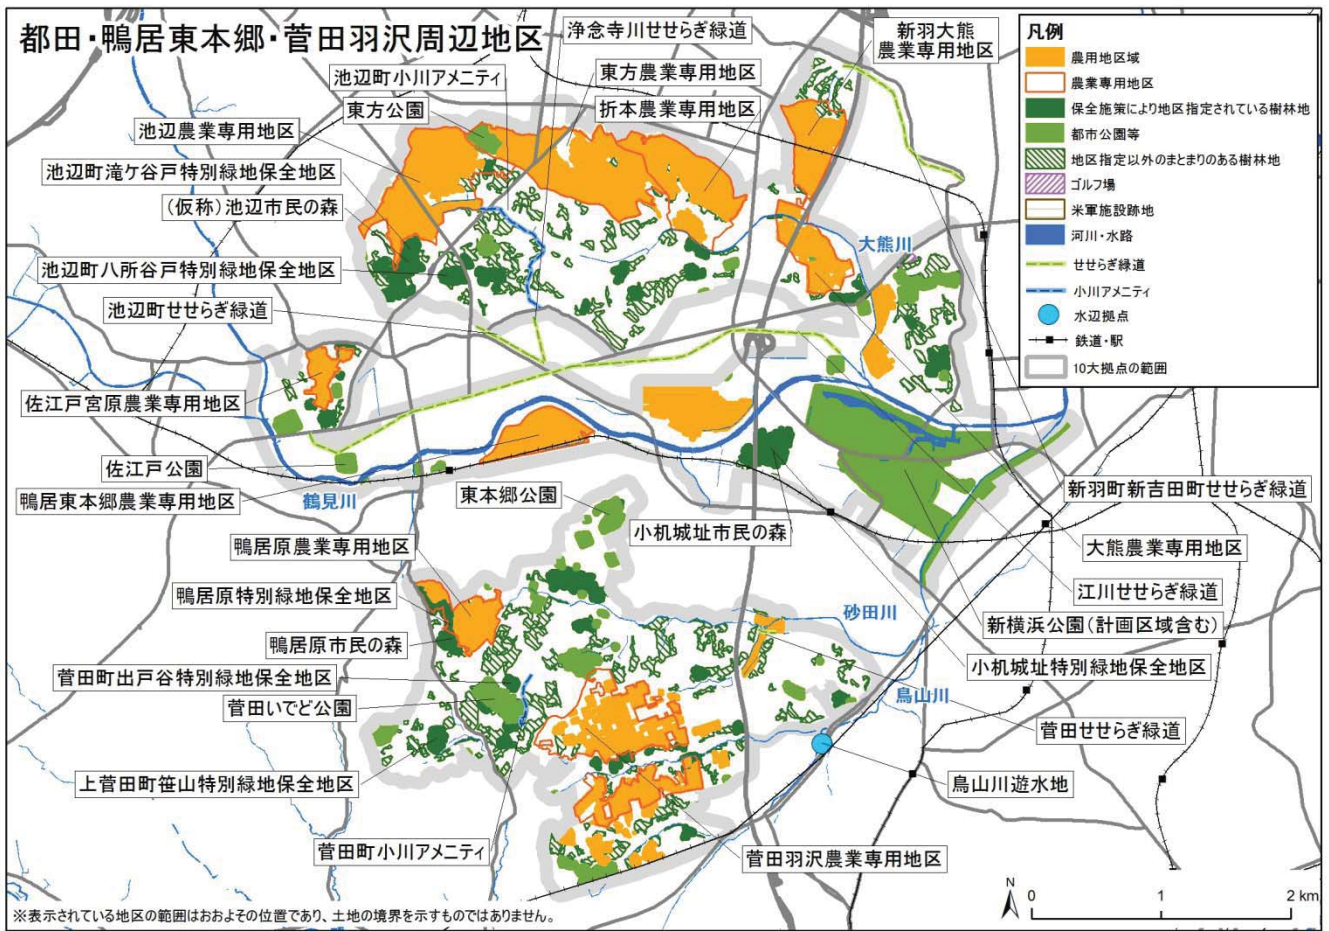 都田・鴨居東本郷・菅田羽沢周辺地区
浄念寺川せせらぎ緑道
新羽大熊
農業専用地区
池辺町小川アメニティ
東方農業専用地区
東方公園
折本農業専用地区
池辺農業専用地区
池辺町滝ケ谷戸特別緑地保全地区
(仮称)池辺市民の森
池辺町八所谷戸特別緑地保全地区
池辺町せせらぎ緑道
大熊川
佐江戸宮原農業専用地区
佐江戸公園
鴨居東本郷農業専用地区
鶴見川
東本郷公園
小机城址市民の森
新羽町新吉田町せせらぎ緑道
大熊農業専用地区
江川せせらぎ緑道
新横浜公園(計画区域含む)
小机城址特別緑地保全地区
鴨居原農業専用地区
鴨居原特別緑地保全地区
鴨居原市民の森
砂田川
菅田町出戸谷特別緑地保全地区
菅田いでど公園
鳥山川
菅田せせらぎ緑道
上菅田町笹山特別緑地保全地区
鳥山川遊水地
菅田町小川アメニティ
菅田羽沢農業専用地区
凡例
農用地区域
農業専用地区
保全施策により地区指定されている樹林地
都市公園等
地区指定以外のまとまりのある樹林地
ゴルフ場
米軍施設跡地
河川・水路
せせらぎ緑道
小川アメニティ
水辺拠点
鉄道・駅
10大拠点の範囲
N
0 1 2 km
※表示されている地区の範囲はおおよその位置であり、土地の境界を示すものではありません。